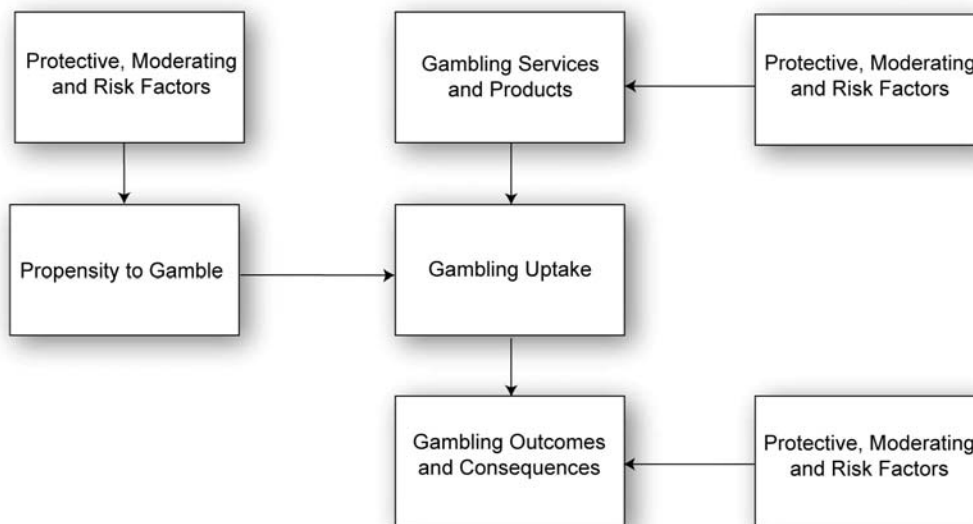 Protective, Moderating
and Risk Factors
Gambling Services
and Products
Protective, Moderating
and Risk Factors
Propensity to Gamble
Gambling Uptake
Gambling Outcomes
and Consequences
Protective, Moderating
and Risk Factors